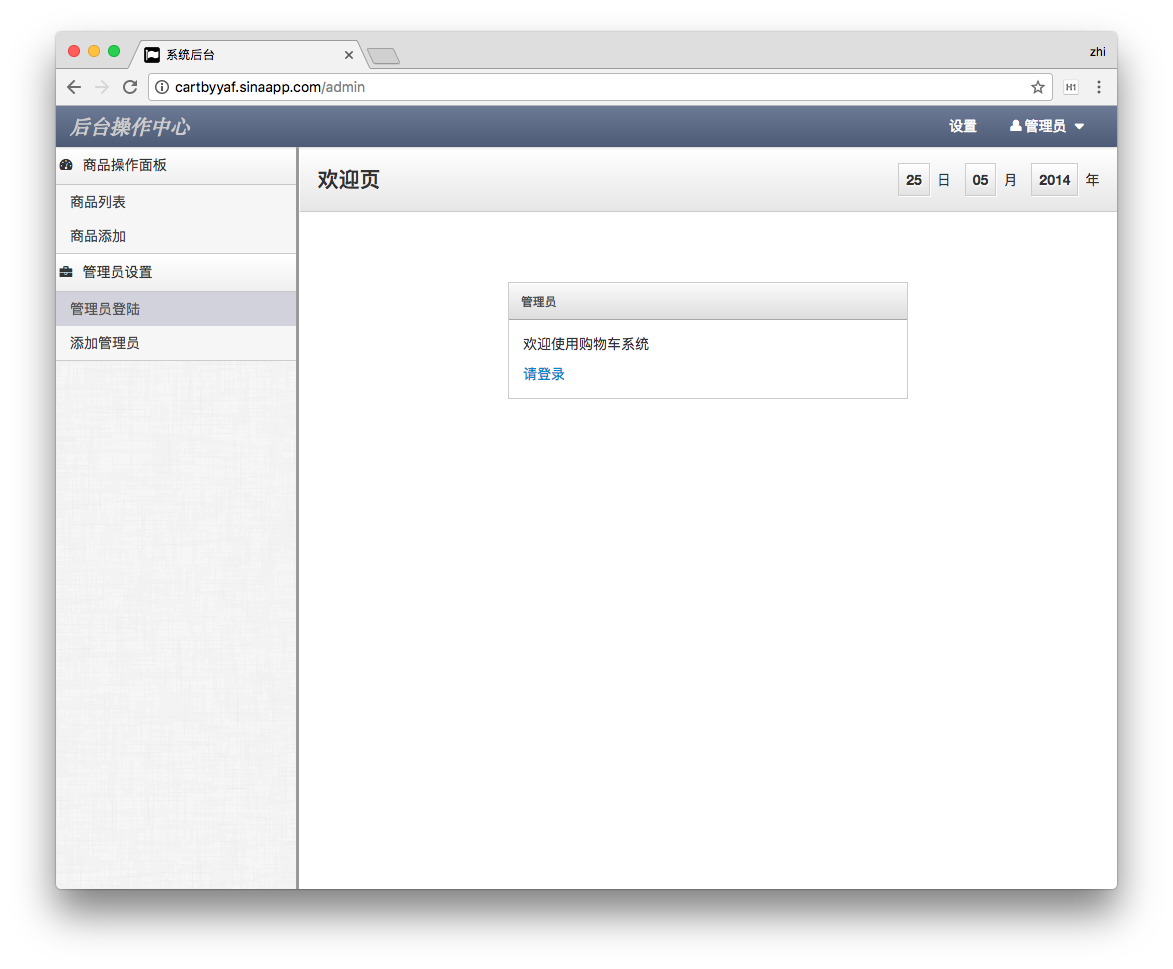 系统后台
zhi
cartbyyaf.sinaapp.com/admin
H1
后台操作中心
设置 管理员
商品操作面板
商品列表
商品添加
管理员设置
管理员登陆
添加管理员
欢迎页
25 日 05 月 2014 年
管理员
欢迎使用购物车系统
请登录